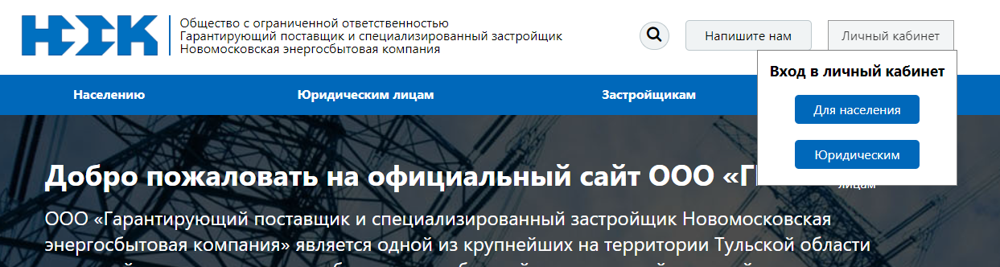 НЭСК
Общество с ограниченной ответственностью
Гарантирующий поставщик и специализированный застройщик
Новомосковская энергосбытовая компания
Напишите нам
Личный кабинет
Вход в личный кабинет
Для населения
Юридическим
лицам
Населению
Юридическим лицам
Застройщикам
Добро пожаловать на официальный сайт ООО
ООО «Гарантирующий поставщик и специализированный застройщик Новомосковская
энергосбытовая компания» является одной из крупнейших на территории Тульской области